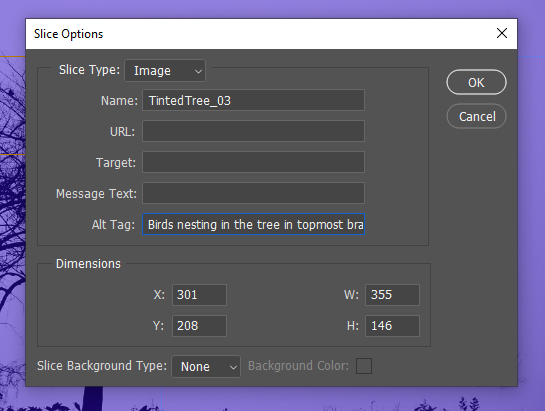 Slice Options
Slice Type: Image
Name: TintedTree_03
URL:
Target:
Message Text:
Alt Tag: Birds nesting in the tree in topmost bra
OK
Cancel
Dimensions
X: 301 W: 355
Y: 208 H: 146
Slice Background Type: None Background Color: